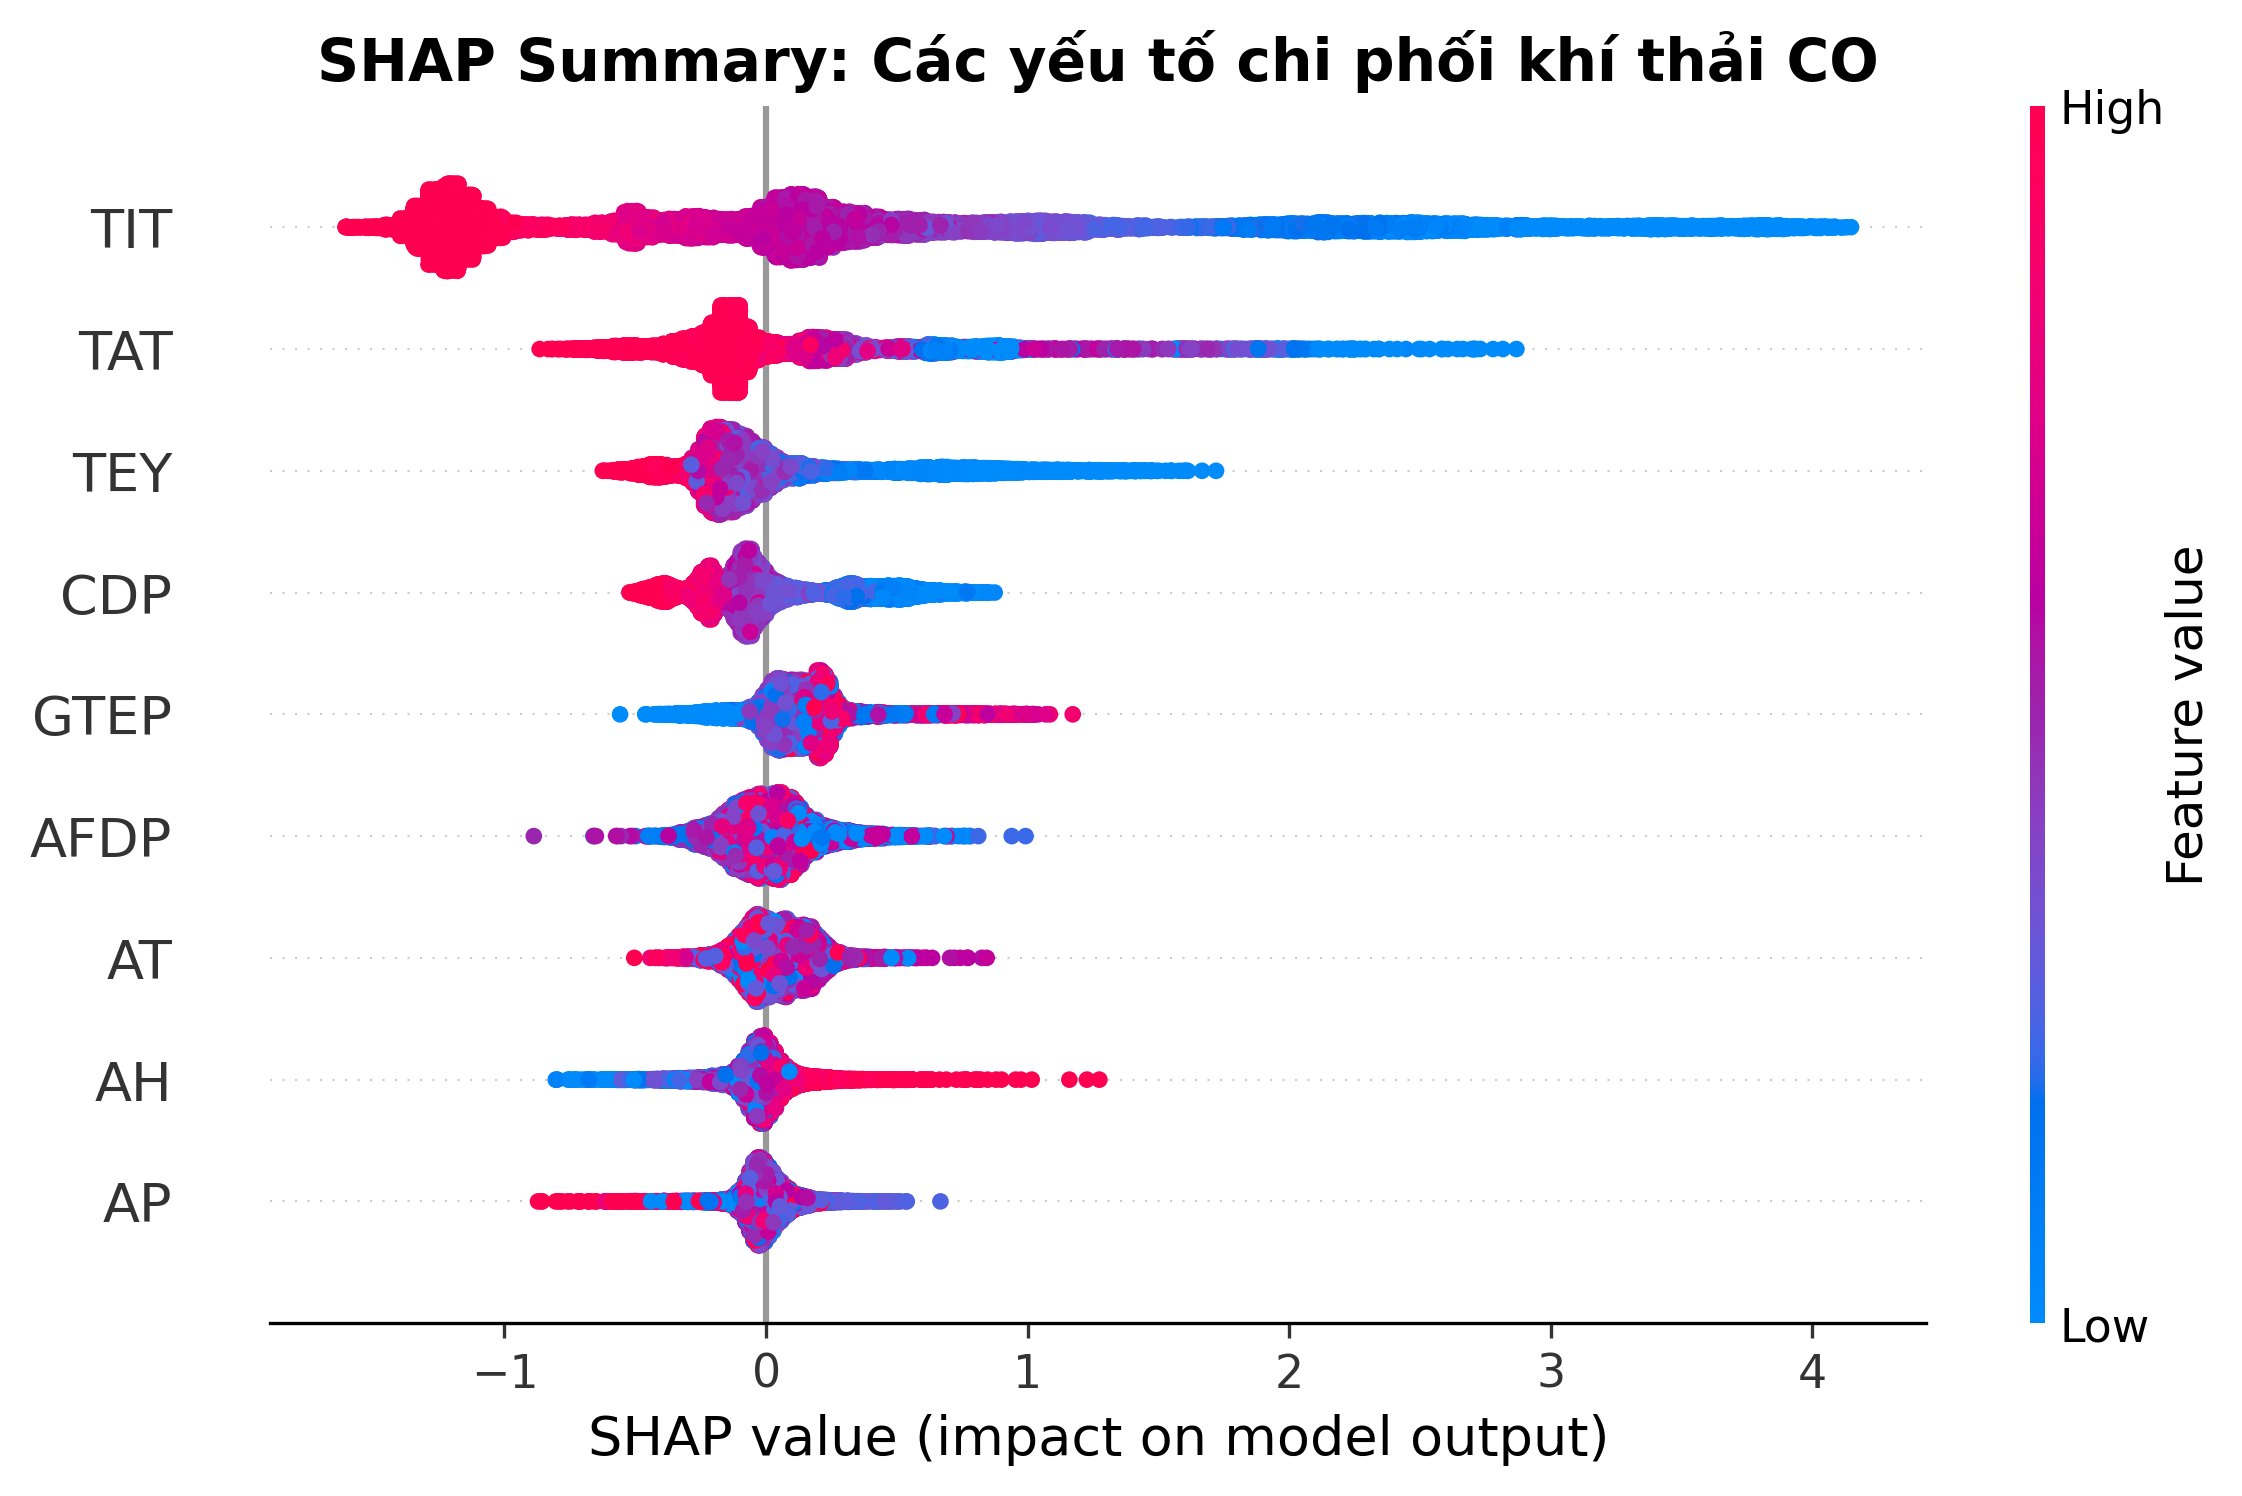 SHAP Summary: Các yếu tố chi phối khí thải CO
High
TIT
TAT
TEY
CDP
GTEP
AFDP
AT
AH
AP
Feature value
Low
−1 0 1 2 3 4
SHAP value (impact on model output)